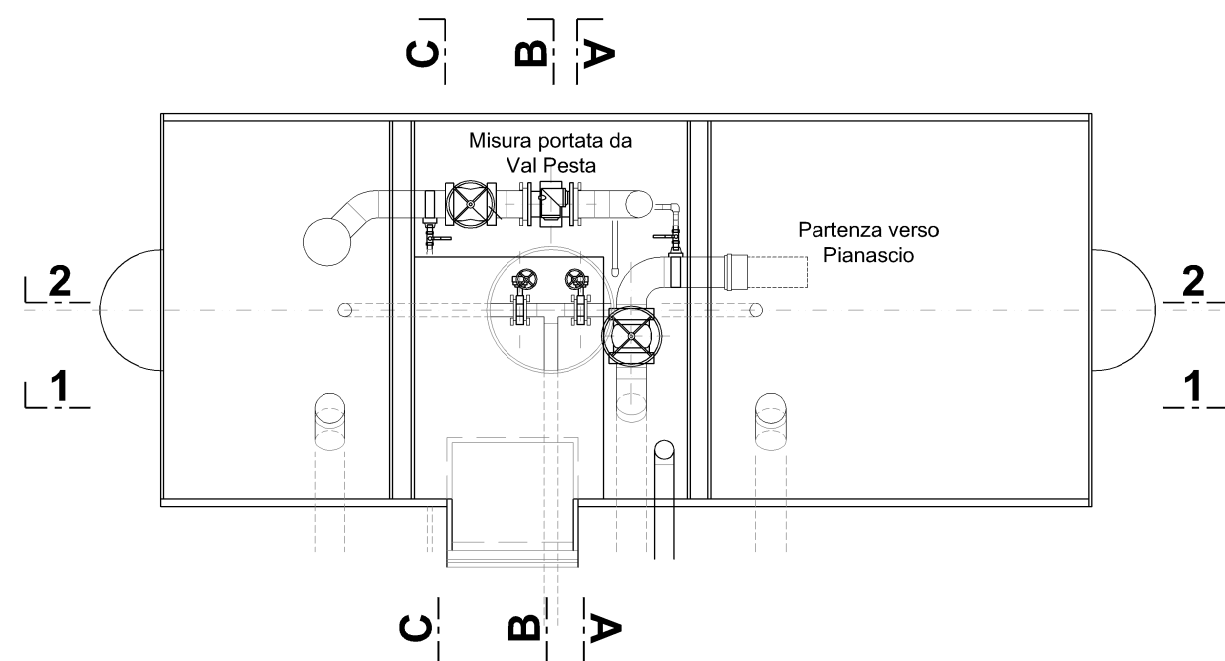 C B A
Misura portata da
Val Pesta
Partenza verso
Pianascio
2 2
1 1
C B A